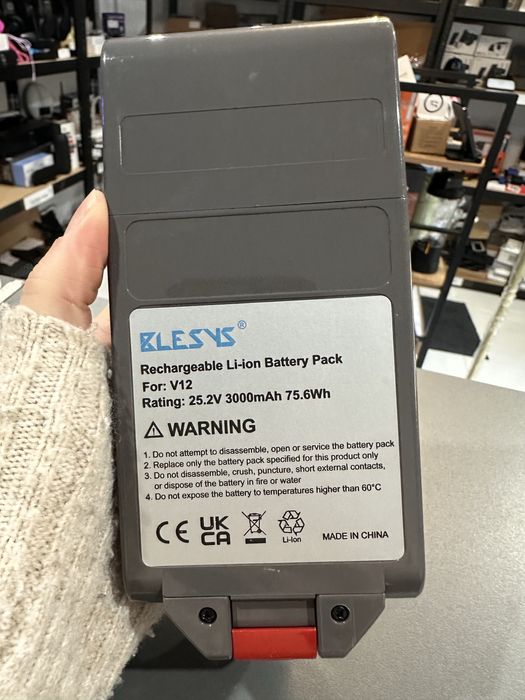 BLESYS®
Rechargeable Li-ion Battery Pack
For: V12
Rating: 25.2V 3000mAh 75.6Wh
WARNING
1. Do not attempt to disassemble, open or service the battery pack
2. Replace only the battery pack specified for this product only
3. Do not disassemble, crush, puncture, short external contacts,
or dispose of the battery in fire or water
4. Do not expose the battery to temperatures higher than 60°C
CE UK
CA
Li-Ion
MADE IN CHINA